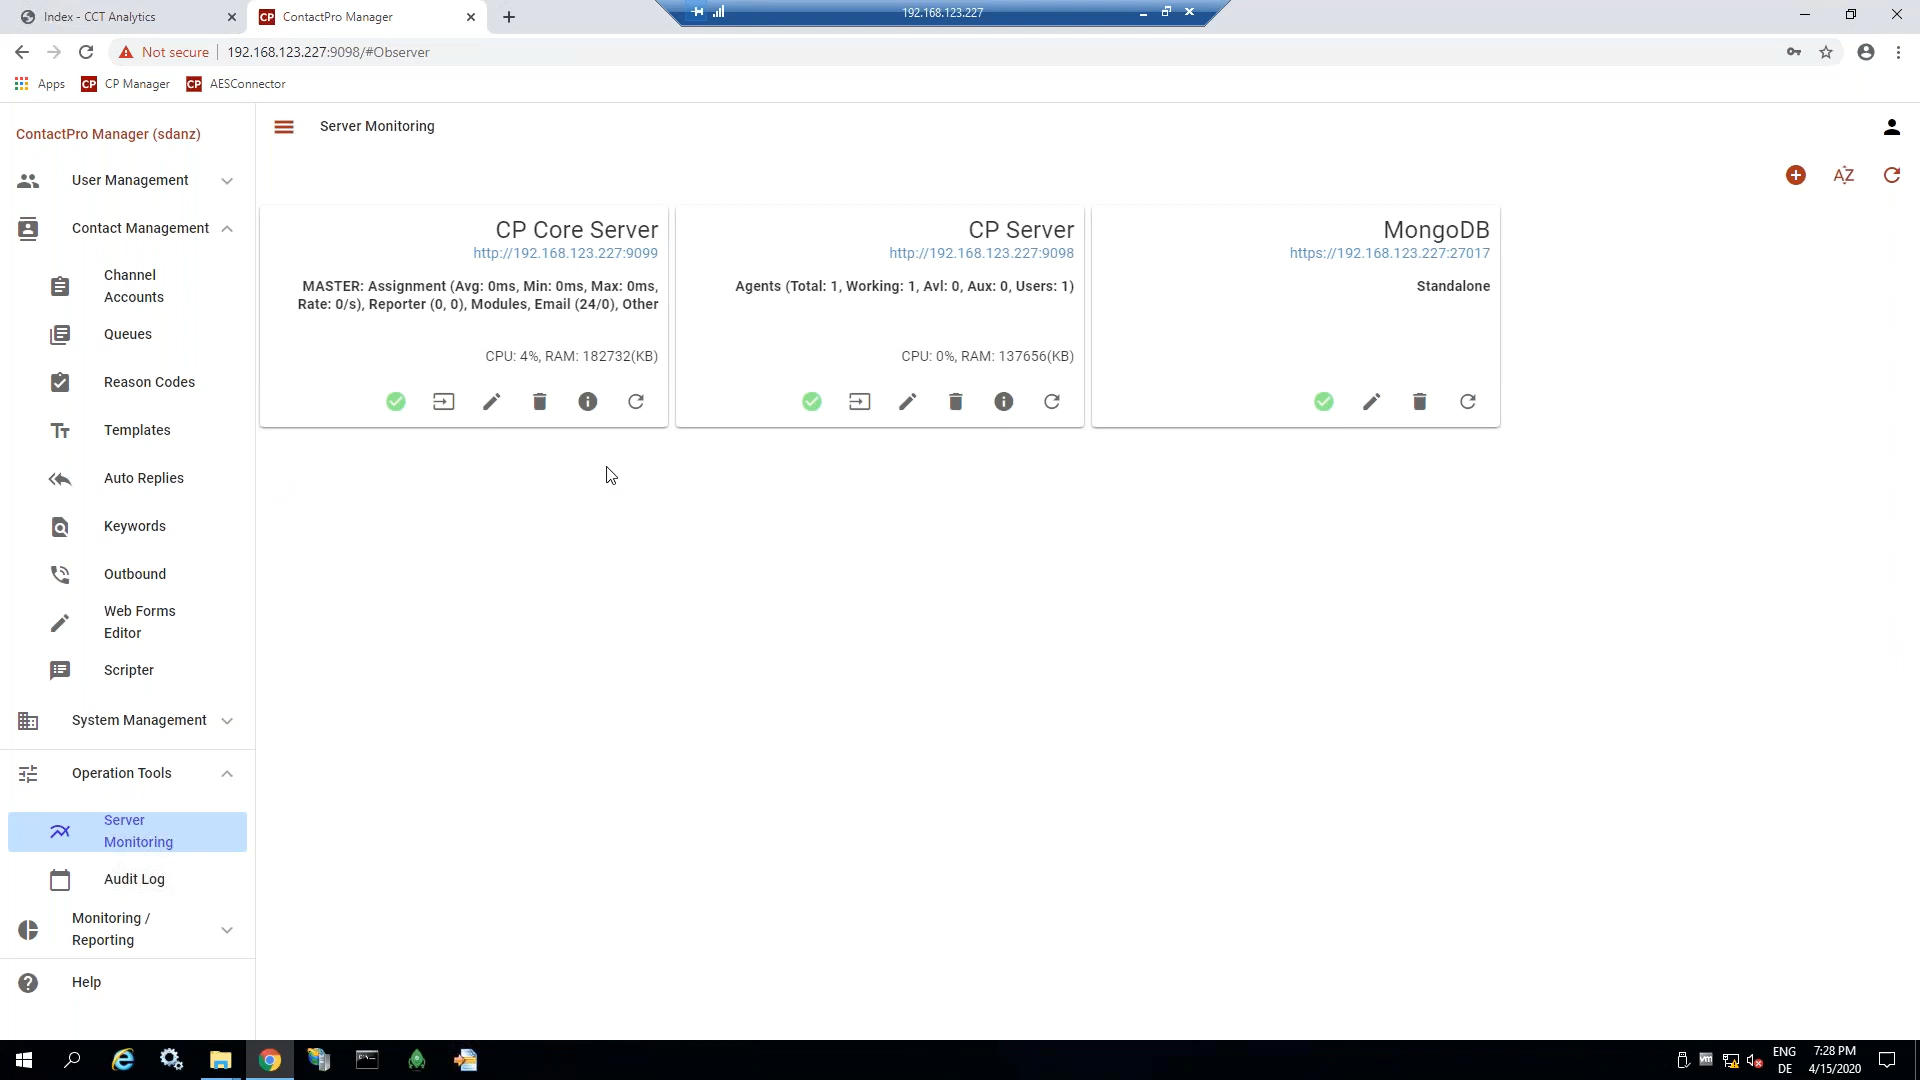 Index - CCT Analytics
CP ContactPro Manager
192.168.123.227
Not secure
192.168.123.227:9098/#Observer
Apps
CP CP Manager
CP AESConnector
ContactPro Manager (sdanz)
Server Monitoring
User Management
Contact Management
Channel
Accounts
Queues
Reason Codes
Templates
Auto Replies
Keywords
Outbound
Web Forms
Editor
Scripter
System Management
Operation Tools
Server
Monitoring
Audit Log
Monitoring /
Reporting
Help
AZ
CP Core Server
http://192.168.123.227:9099
MASTER: Assignment (Avg: 0ms, Min: 0ms, Max: 0ms,
Rate: 0/s), Reporter (0, 0), Modules, Email (24/0), Other
CPU: 4%, RAM: 182732(KB)
CP Server
http://192.168.123.227:9098
Agents (Total: 1, Working: 1, Avl: 0, Aux: 0, Users: 1)
CPU: 0%, RAM: 137656(KB)
MongoDB
https://192.168.123.227:27017
Standalone
ENG
DE
7:28 PM
4/15/2020